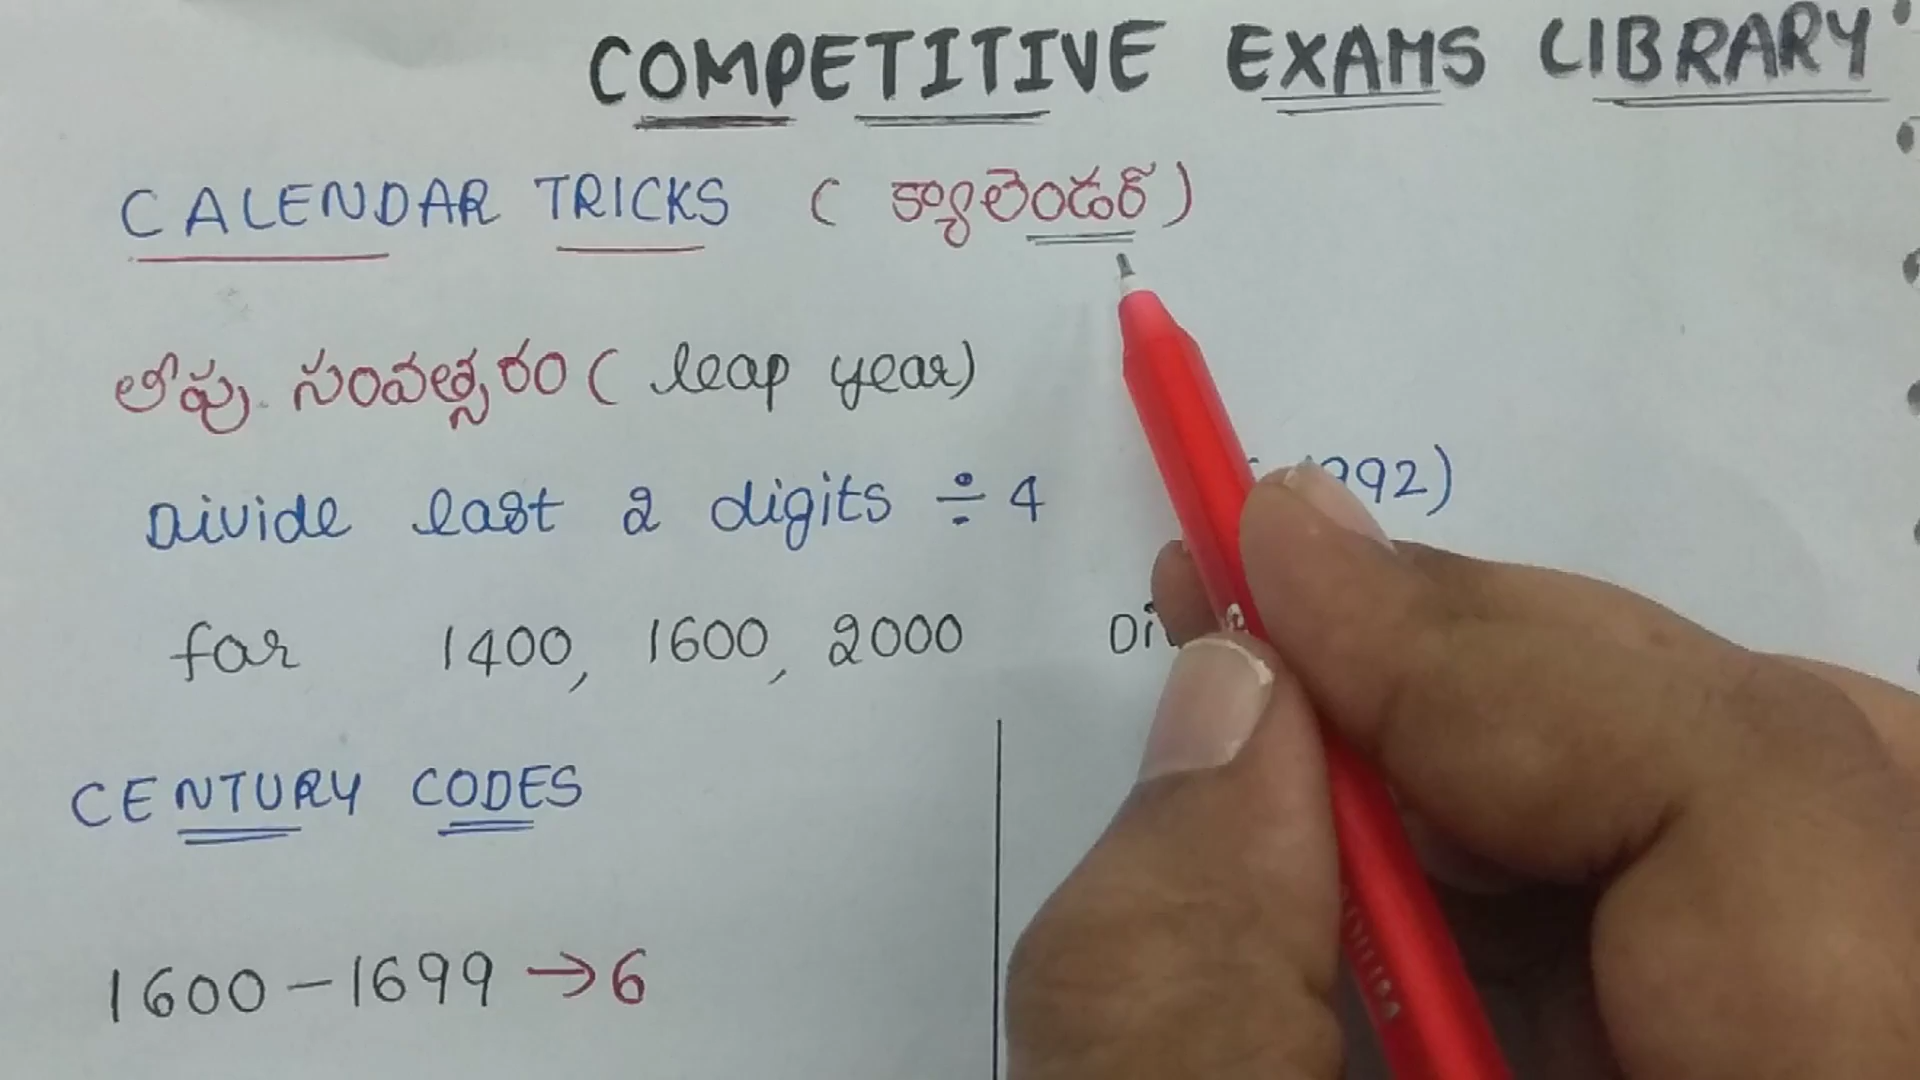 COMPETITIVE EXAMS LIBRARY
CALENDAR TRICKS (క్యాలెండర్)
లీపు సంవత్సరం (leap year)
Divide last 2 digits ÷ 4 1992)
for 1400, 1600, 2000
CENTURY CODES
1600 - 1699 → 6